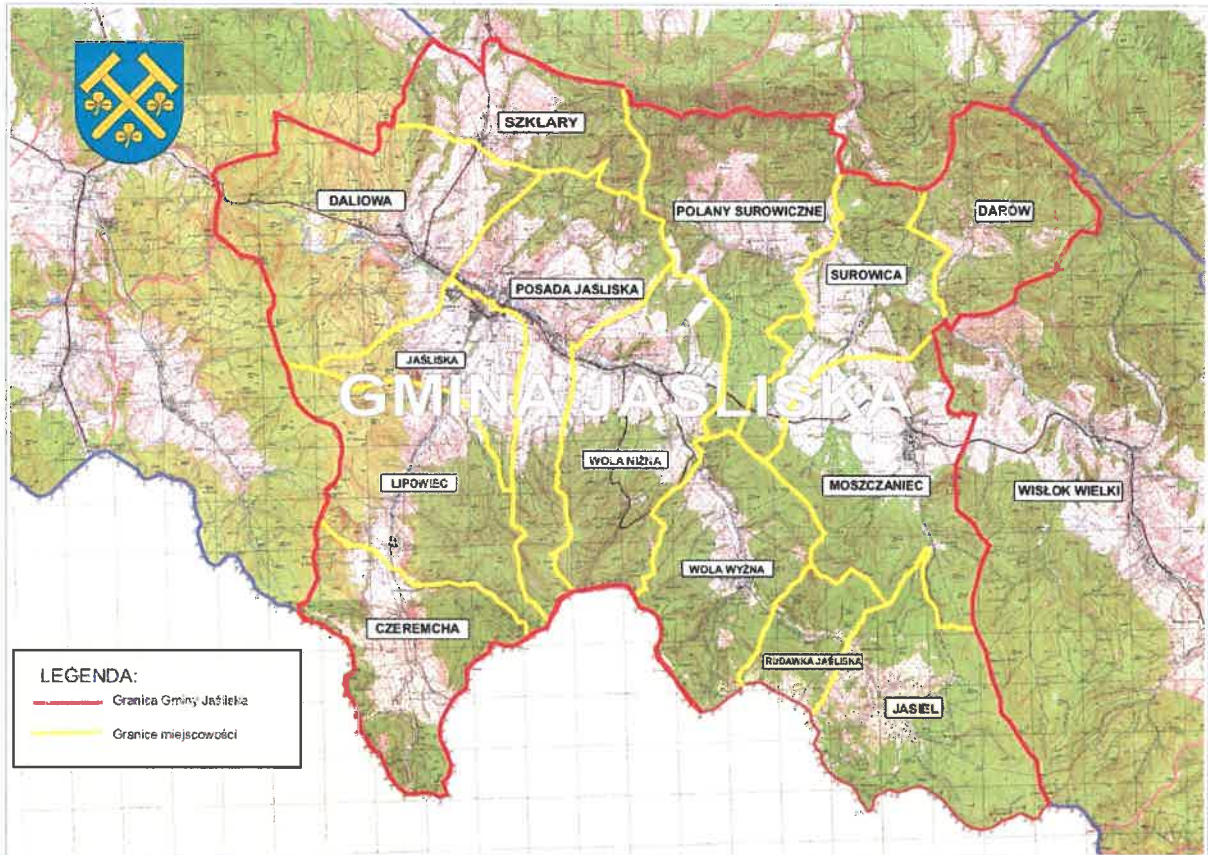 SZKLARY
DALIOWA
POLANY SUROWICZNE
DARÓW
SUROWICA
POSADA JAŚLISKA
JAŚLISKA
GMINA JAŚLISKA
WOLA NIŻNA
LIPOWIEC
MOSZCZANIEC
WISŁOK WIELKI
WOLA WYŻNA
CZEREMCHA
RUDAWKA JAŚLISKA
JASIEL
LEGENDA:
Granica Gminy Jaśliska
Granice miejscowości